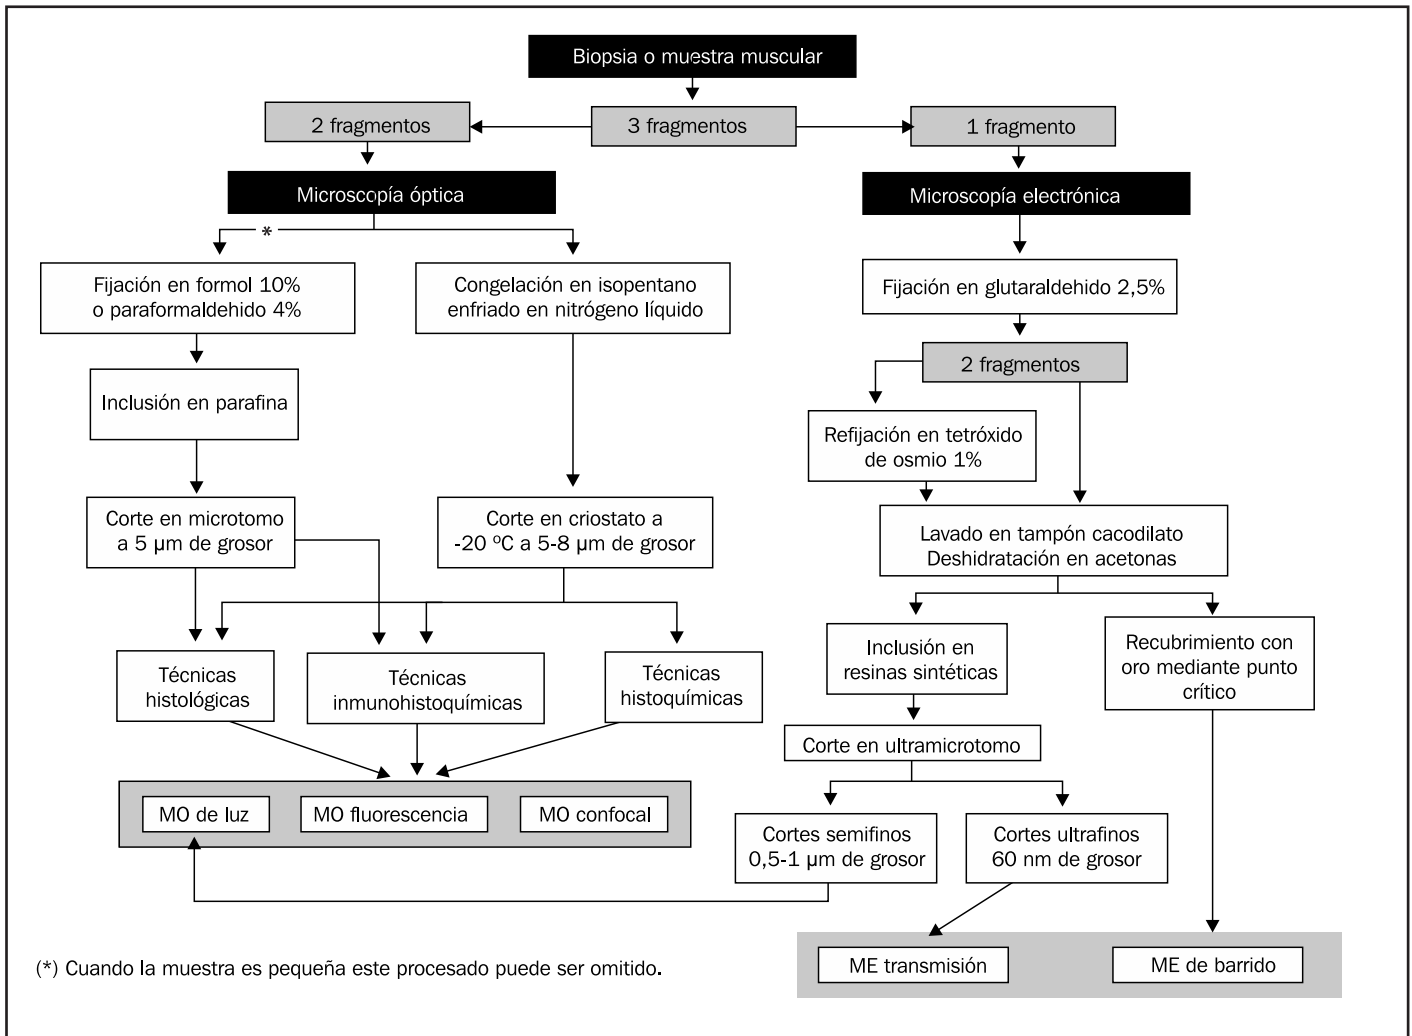 Biopsia o muestra muscular
2 fragmentos
3 fragmentos
1 fragmento
Microscopía óptica
Microscopía electrónica
*
Fijación en formol 10%
o paraformaldehido 4%
Congelación en isopentano
enfriado en nitrógeno líquido
Fijación en glutaraldehido 2,5%
2 fragmentos
Inclusión en parafina
Refijación en tetróxido
de osmio 1%
Corte en microtomo
a 5 µm de grosor
Corte en criostato a
-20 ºC a 5-8 µm de grosor
Lavado en tampón cacodilato
Deshidratación en acetonas
Inclusión en
resinas sintéticas
Recubrimiento con
oro mediante punto
crítico
Técnicas
histológicas
Técnicas
inmunohistoquímicas
Técnicas
histoquímicas
Corte en ultramicrotomo
MO de luz
MO fluorescencia
MO confocal
Cortes semifinos
0,5-1 µm de grosor
Cortes ultrafinos
60 nm de grosor
ME transmisión
ME de barrido
(*) Cuando la muestra es pequeña este procesado puede ser omitido.